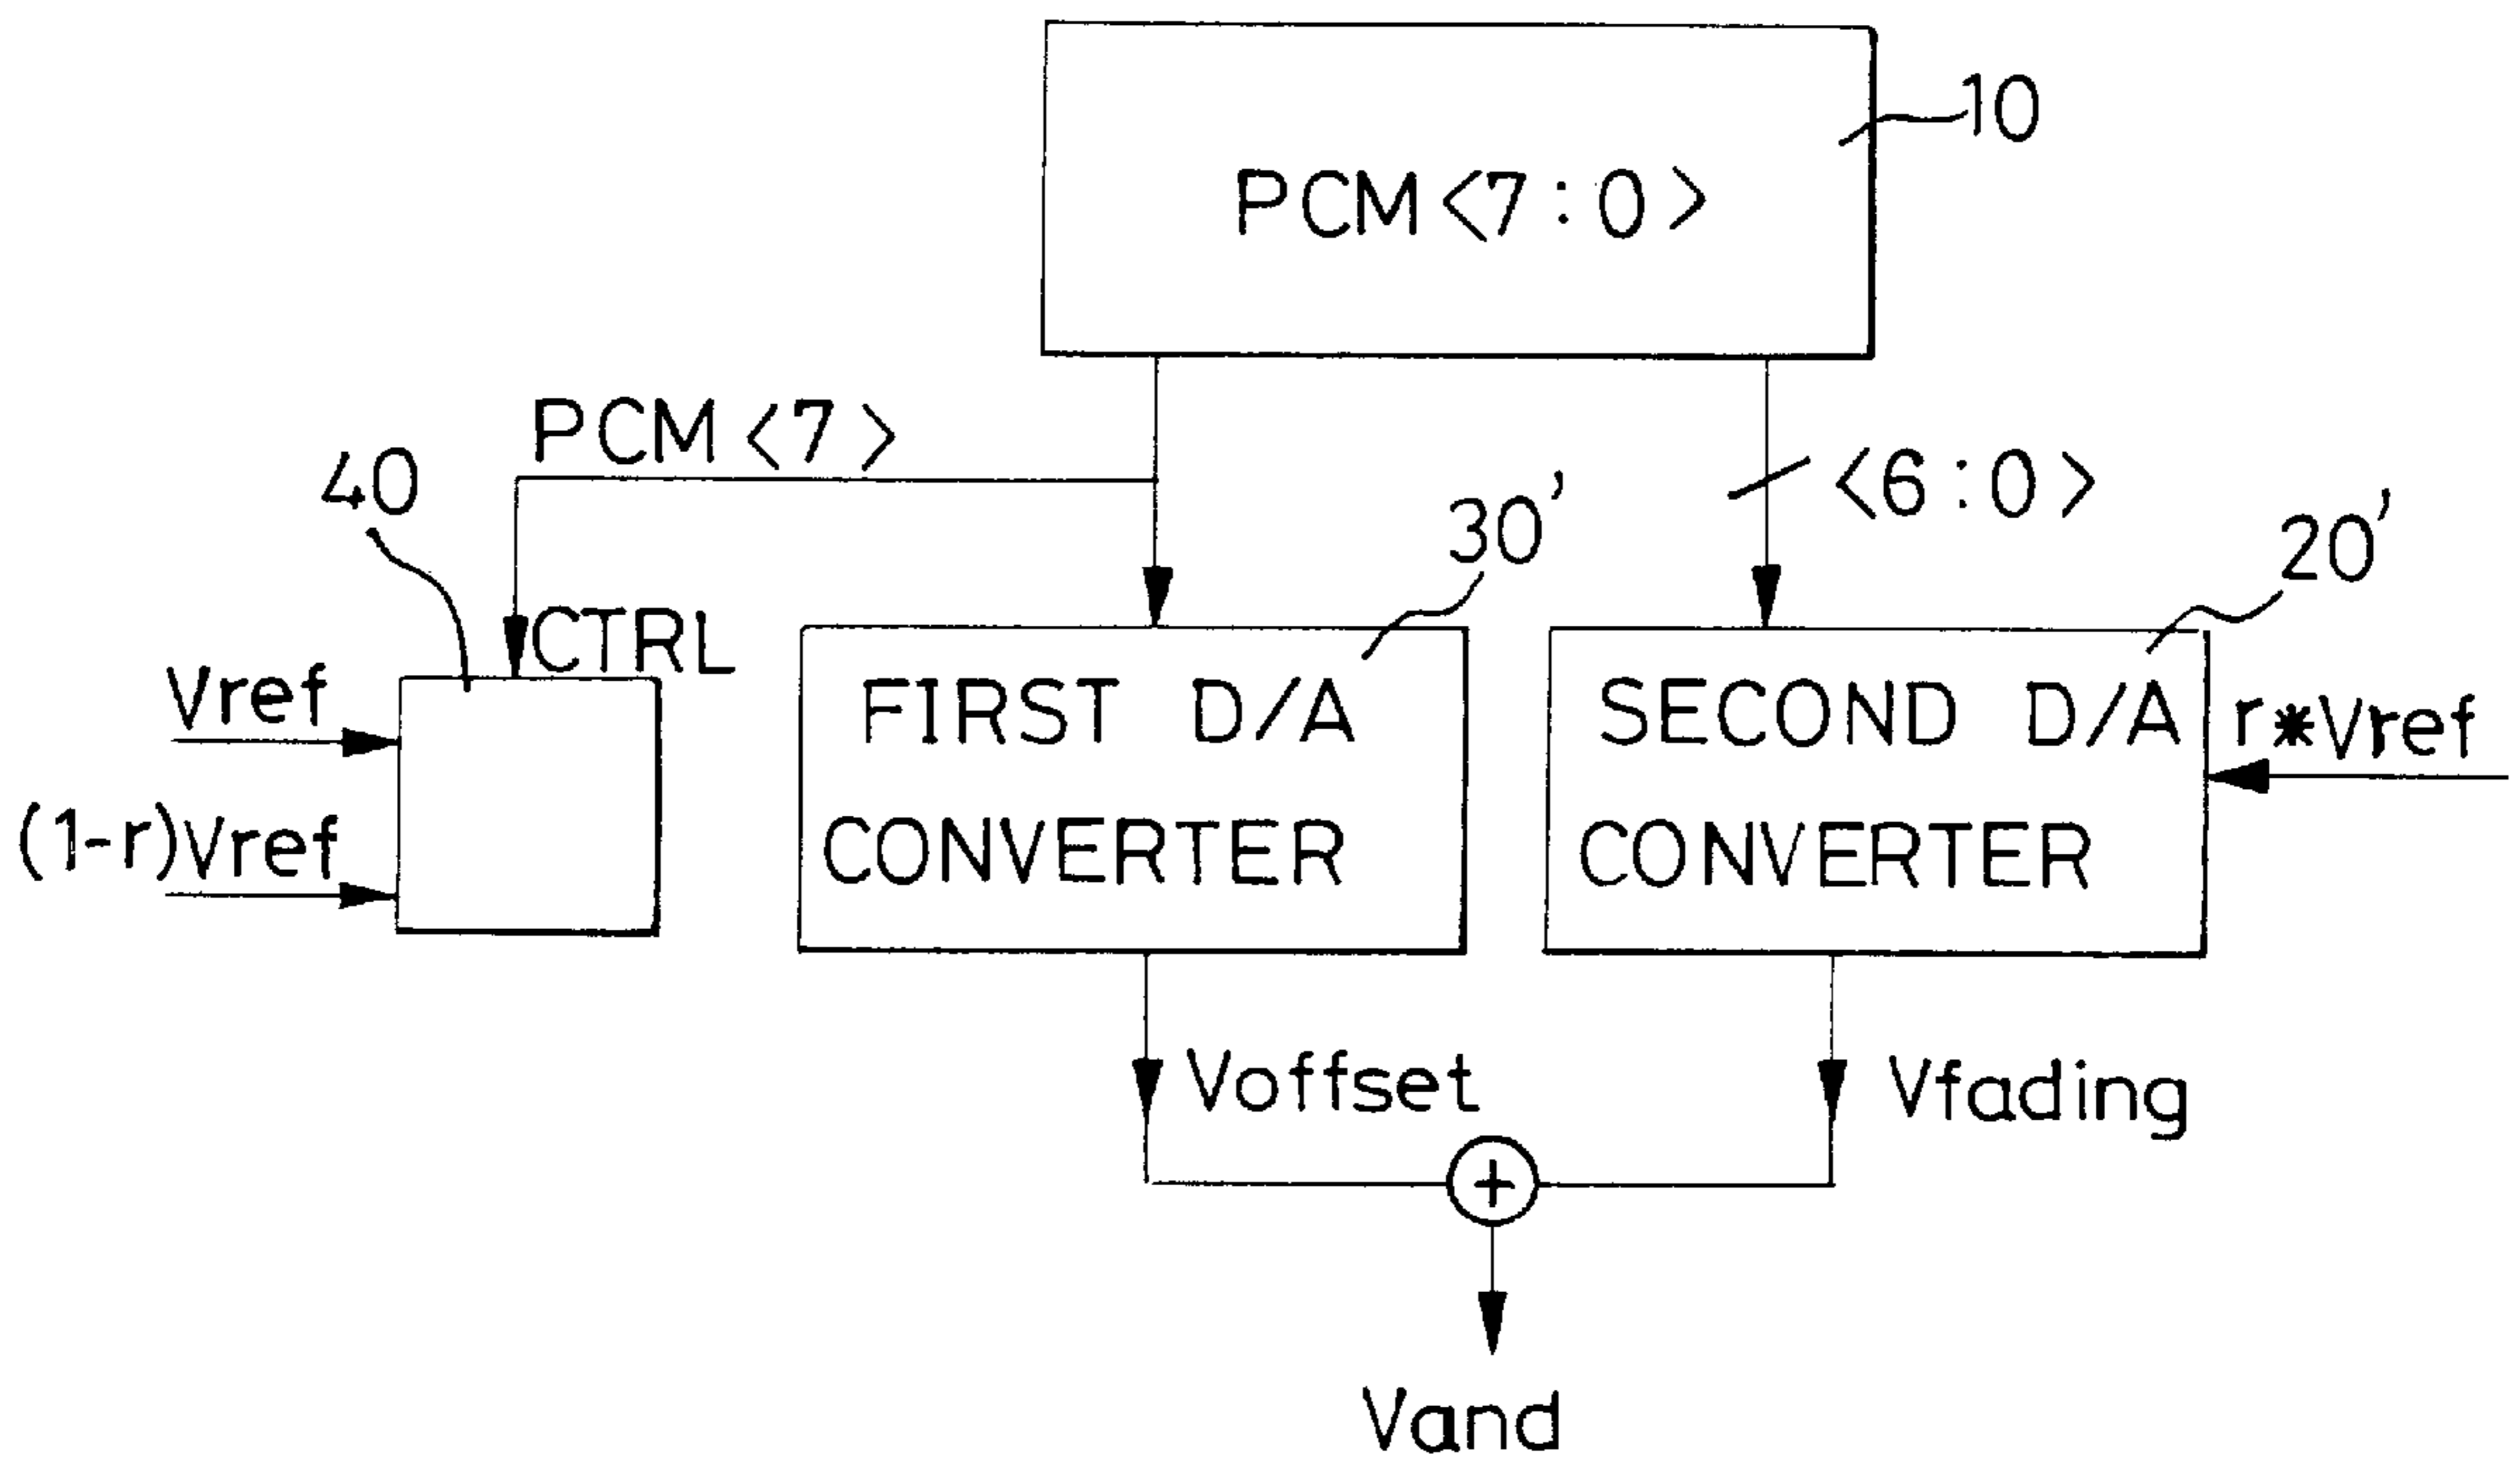 10
PCM<7:0>
PCM<7>
40
<6:0>
30'
20'
CTRL
Vref
(1-r)Vref
FIRST D/A
CONVERTER
SECOND D/A
CONVERTER
r*Vref
Voffset
Vfading
+
Vand